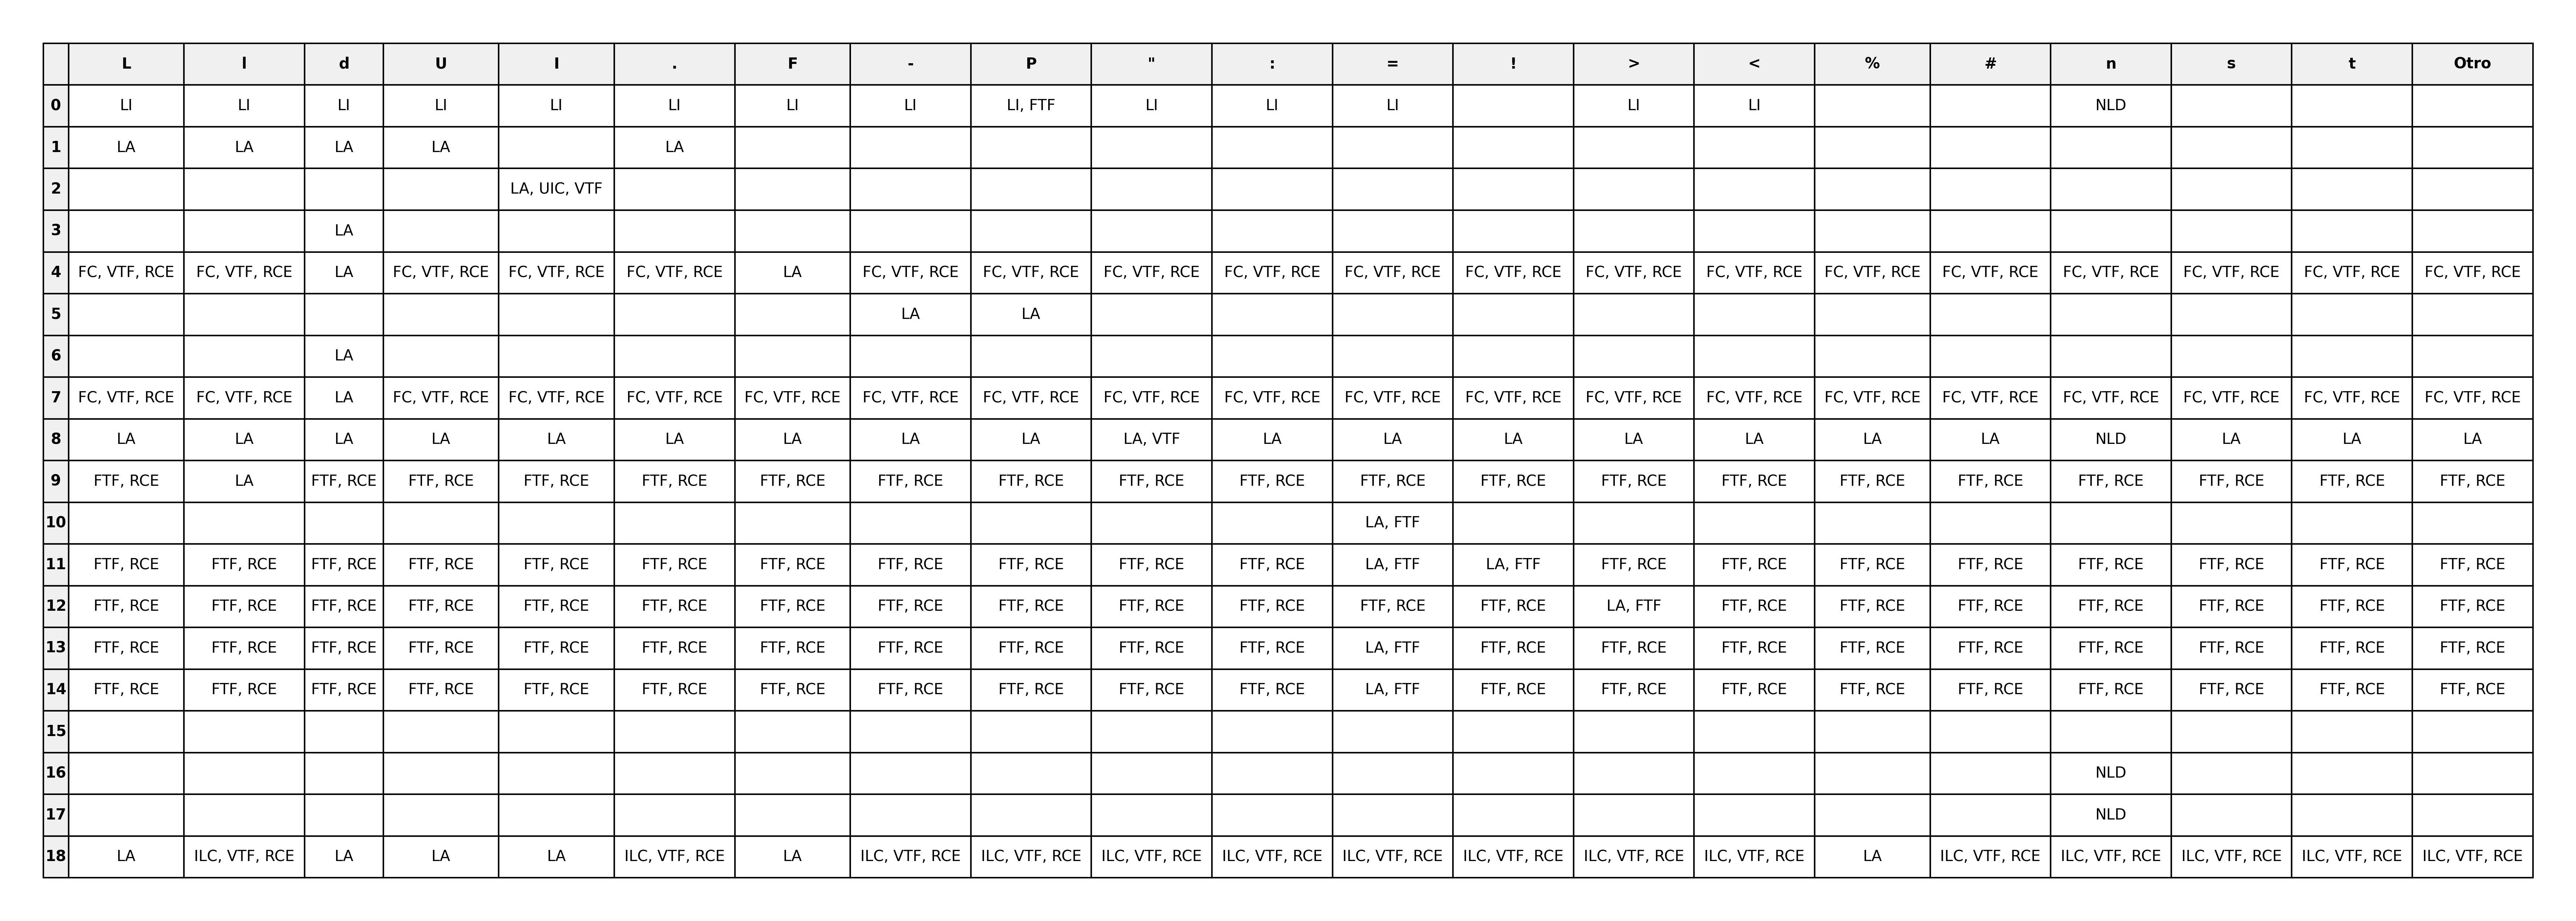 L l d U I . F - P " : = ! > < % # n s t Otro
0 LI LI LI LI LI LI LI LI LI, FTF LI LI LI LI LI NLD
1 LA LA LA LA LA
2 LA, UIC, VTF
3 LA
4 FC, VTF, RCE FC, VTF, RCE LA FC, VTF, RCE FC, VTF, RCE FC, VTF, RCE LA FC, VTF, RCE FC, VTF, RCE FC, VTF, RCE FC, VTF, RCE FC, VTF, RCE FC, VTF, RCE FC, VTF, RCE FC, VTF, RCE FC, VTF, RCE FC, VTF, RCE FC, VTF, RCE FC, VTF, RCE FC, VTF, RCE FC, VTF, RCE
5 LA LA
6 LA
7 FC, VTF, RCE FC, VTF, RCE LA FC, VTF, RCE FC, VTF, RCE FC, VTF, RCE FC, VTF, RCE FC, VTF, RCE FC, VTF, RCE FC, VTF, RCE FC, VTF, RCE FC, VTF, RCE FC, VTF, RCE FC, VTF, RCE FC, VTF, RCE FC, VTF, RCE FC, VTF, RCE FC, VTF, RCE FC, VTF, RCE FC, VTF, RCE FC, VTF, RCE
8 LA LA LA LA LA LA LA LA LA LA, VTF LA LA LA LA LA LA LA NLD LA LA LA
9 FTF, RCE LA FTF, RCE FTF, RCE FTF, RCE FTF, RCE FTF, RCE FTF, RCE FTF, RCE FTF, RCE FTF, RCE FTF, RCE FTF, RCE FTF, RCE FTF, RCE FTF, RCE FTF, RCE FTF, RCE FTF, RCE FTF, RCE FTF, RCE
10 LA, FTF
11 FTF, RCE FTF, RCE FTF, RCE FTF, RCE FTF, RCE FTF, RCE FTF, RCE FTF, RCE FTF, RCE FTF, RCE FTF, RCE LA, FTF LA, FTF FTF, RCE FTF, RCE FTF, RCE FTF, RCE FTF, RCE FTF, RCE FTF, RCE FTF, RCE
12 FTF, RCE FTF, RCE FTF, RCE FTF, RCE FTF, RCE FTF, RCE FTF, RCE FTF, RCE FTF, RCE FTF, RCE FTF, RCE FTF, RCE FTF, RCE LA, FTF FTF, RCE FTF, RCE FTF, RCE FTF, RCE FTF, RCE FTF, RCE FTF, RCE
13 FTF, RCE FTF, RCE FTF, RCE FTF, RCE FTF, RCE FTF, RCE FTF, RCE FTF, RCE FTF, RCE FTF, RCE FTF, RCE LA, FTF FTF, RCE FTF, RCE FTF, RCE FTF, RCE FTF, RCE FTF, RCE FTF, RCE FTF, RCE FTF, RCE
14 FTF, RCE FTF, RCE FTF, RCE FTF, RCE FTF, RCE FTF, RCE FTF, RCE FTF, RCE FTF, RCE FTF, RCE FTF, RCE LA, FTF FTF, RCE FTF, RCE FTF, RCE FTF, RCE FTF, RCE FTF, RCE FTF, RCE FTF, RCE FTF, RCE
15
16 NLD
17 NLD
18 LA ILC, VTF, RCE LA LA LA ILC, VTF, RCE LA ILC, VTF, RCE ILC, VTF, RCE ILC, VTF, RCE ILC, VTF, RCE ILC, VTF, RCE ILC, VTF, RCE ILC, VTF, RCE ILC, VTF, RCE LA ILC, VTF, RCE ILC, VTF, RCE ILC, VTF, RCE ILC, VTF, RCE ILC, VTF, RCE